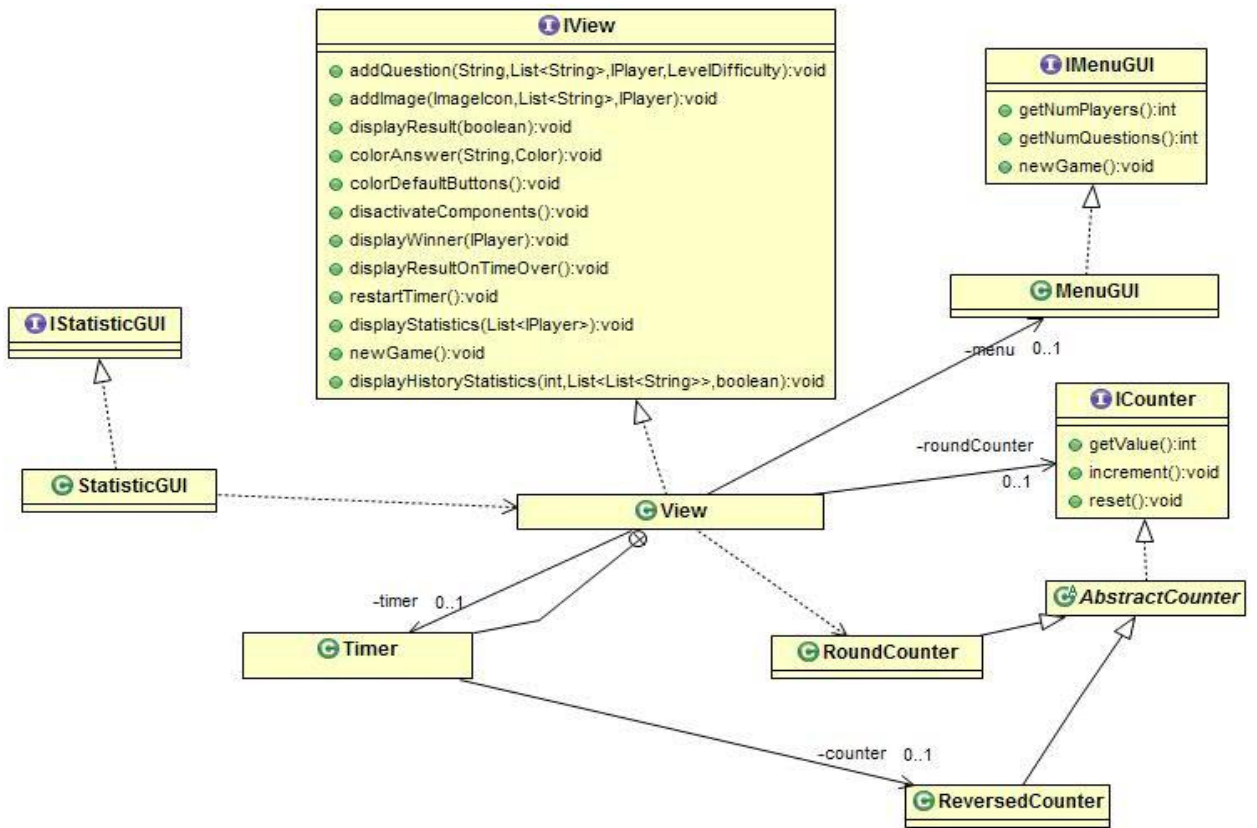 IView
addQuestion(String,List<String>,IPlayer,LevelDifficulty):void
addImage(ImageIcon,List<String>,IPlayer):void
displayResult(boolean):void
colorAnswer(String,Color):void
colorDefaultButtons():void
disactivateComponents():void
displayWinner(IPlayer):void
displayResultOnTimeOver():void
restartTimer():void
displayStatistics(List<IPlayer>):void
newGame():void
displayHistoryStatistics(int,List<List<String>>,boolean):void
IMenuGUI
getNumPlayers():int
getNumQuestions():int
newGame():void
MenuGUI
-menu 0..1
IStatisticGUI
StatisticGUI
ICounter
getValue():int
increment():void
reset():void
-roundCounter
0..1
View
-timer 0..1
Timer
AbstractCounter
RoundCounter
-counter 0..1
ReversedCounter